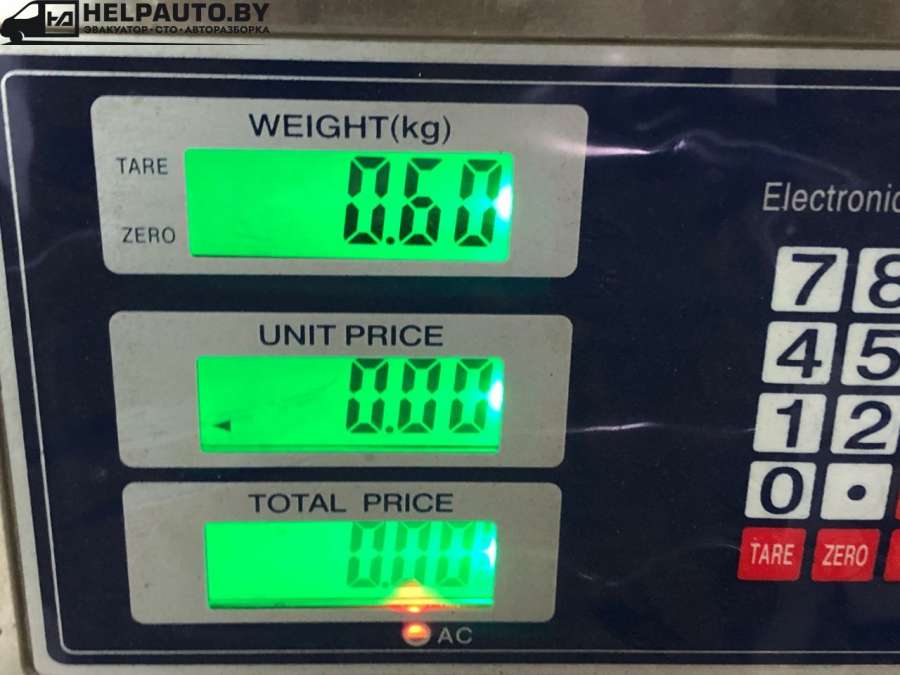 HELPAUTO.BY
ЭВАКУАТОР·СТО·АВТОРАЗБОРКА
WEIGHT(kg)
TARE
0.60
ZERO
Electronic
UNIT PRICE
0.00
TOTAL PRICE
0.00
AC
7 8
4 5
1 2
0 •
TARE ZERO